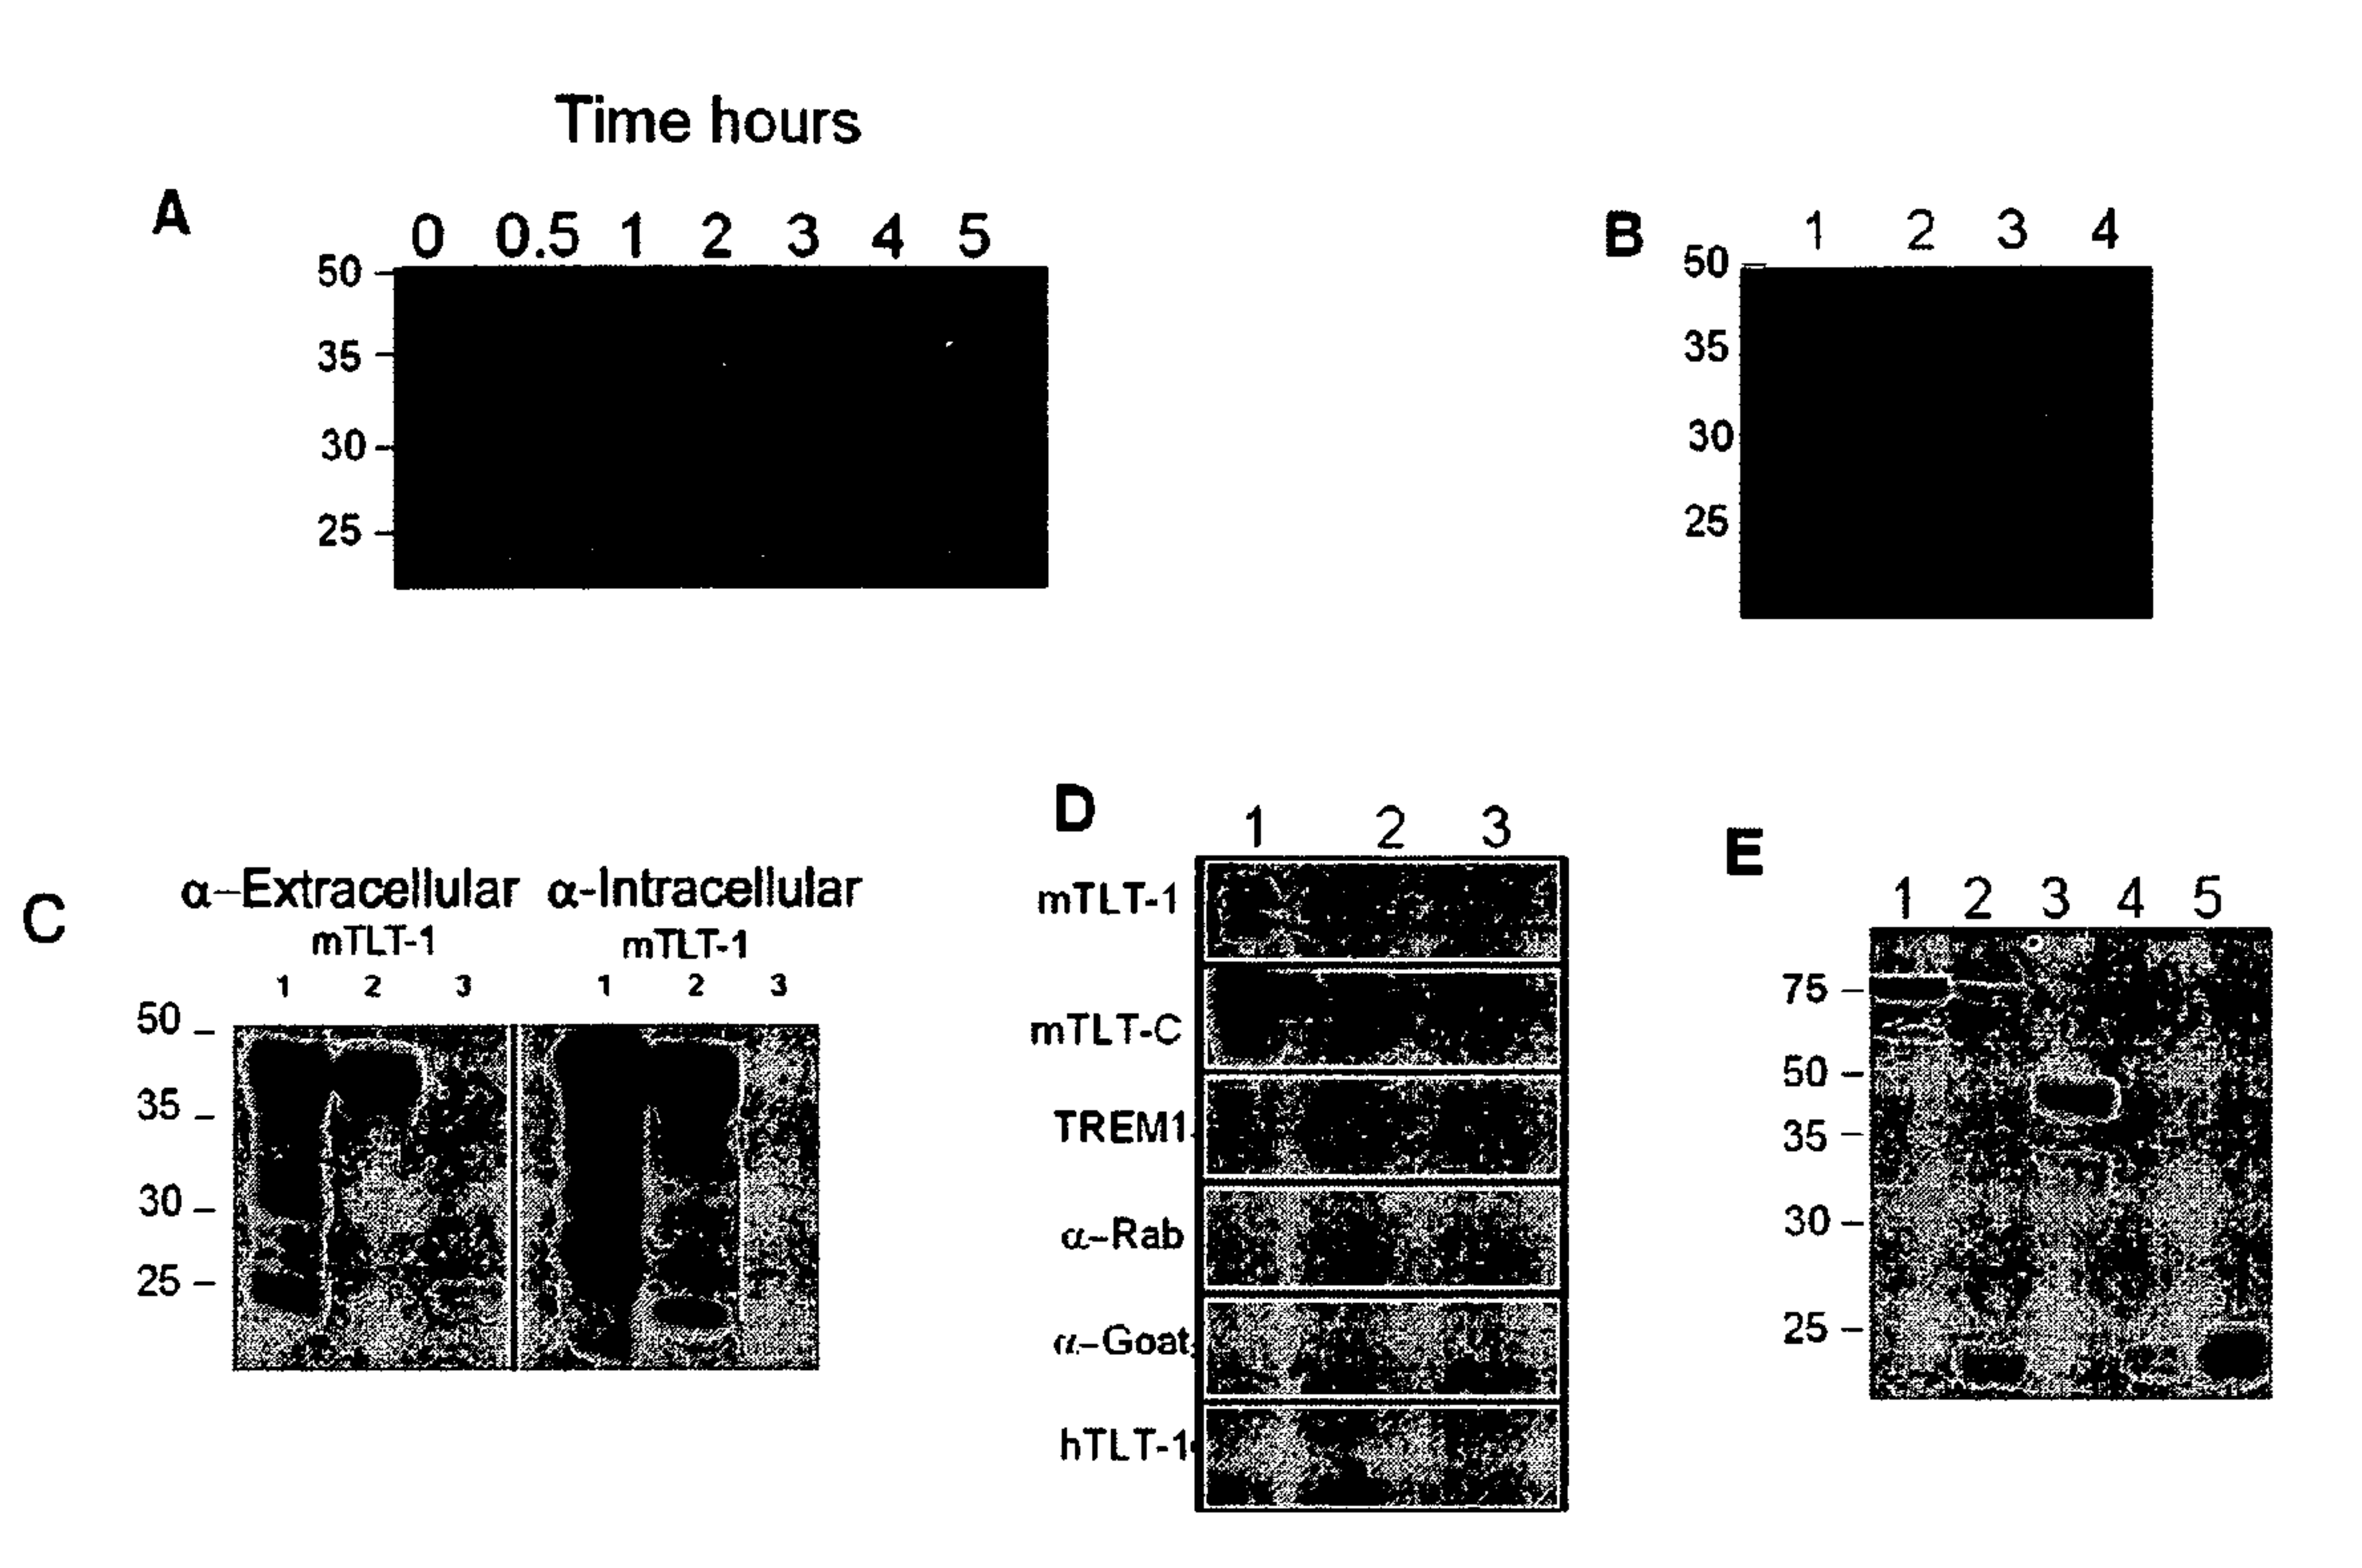 Time hours
A
0 0.5 1 2 3 4 5
50
35
30
25
B
1 2 3 4
50
35
30
25
C
α-Extracellular α-Intracellular
mTLT-1 mTLT-1
1 2 3 1 2 3
50
35
30
25
D
1 2 3
mTLT-1
mTLT-C
TREM1
α-Rab
α-Goat
hTLT-1
E
1 2 3 4 5
75
50
35
30
25